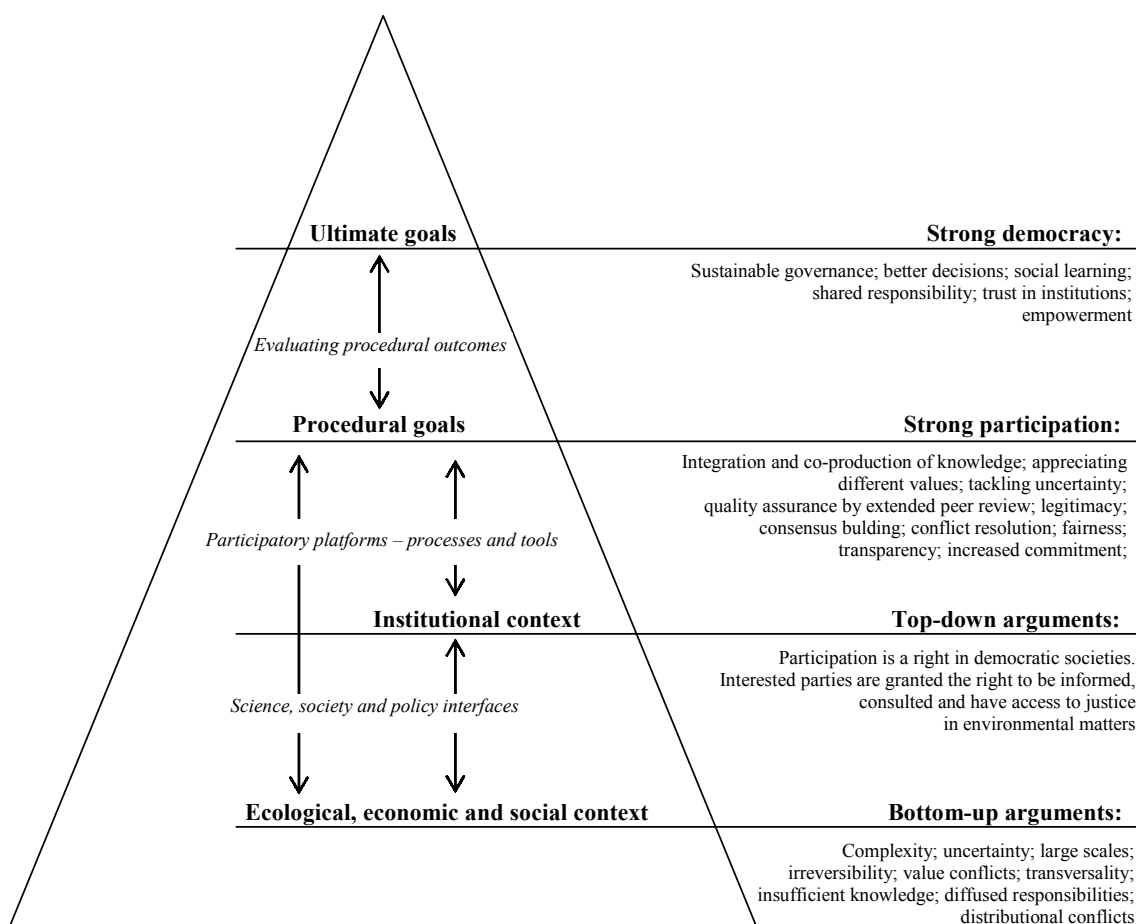 Ultimate goals
Strong democracy:
Sustainable governance; better decisions; social learning;
shared responsibility; trust in institutions;
empowerment
Evaluating procedural outcomes
Procedural goals
Strong participation:
Integration and co-production of knowledge; appreciating
different values; tackling uncertainty;
quality assurance by extended peer review; legitimacy;
consensus bulding; conflict resolution; fairness;
transparency; increased commitment;
Participatory platforms – processes and tools
Institutional context
Top-down arguments:
Participation is a right in democratic societies.
Interested parties are granted the right to be informed,
consulted and have access to justice
in environmental matters
Science, society and policy interfaces
Ecological, economic and social context
Bottom-up arguments:
Complexity; uncertainty; large scales;
irreversibility; value conflicts; transversality;
insufficient knowledge; diffused responsibilities;
distributional conflicts